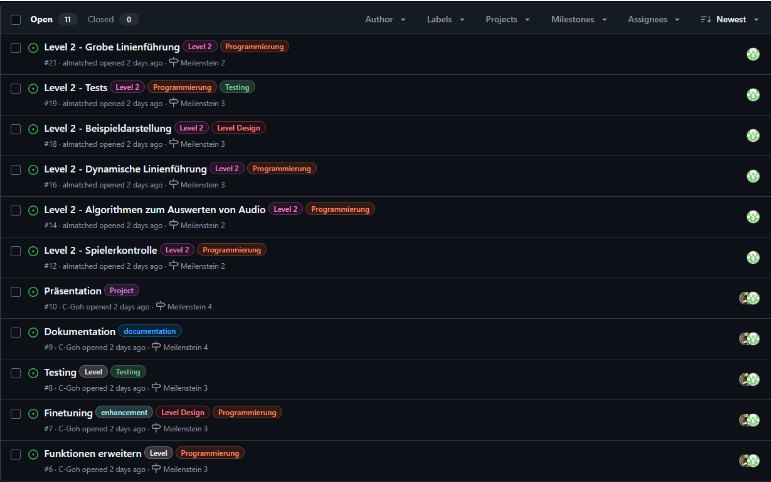 Open 11 Closed 0 Author Labels Projects Milestones Assignees Newest
Level 2 - Grobe Linienführung Level 2 Programmierung
#21 · almatched opened 2 days ago · Meilenstein 2
Level 2 - Tests Level 2 Programmierung Testing
#19 · almatched opened 2 days ago · Meilenstein 3
Level 2 - Beispieldarstellung Level 2 Level Design
#18 · almatched opened 2 days ago · Meilenstein 3
Level 2 - Dynamische Linienführung Level 2 Programmierung
#16 · almatched opened 2 days ago · Meilenstein 3
Level 2 - Algorithmen zum Auswerten von Audio Level 2 Programmierung
#14 · almatched opened 2 days ago · Meilenstein 2
Level 2 - Spielerkontrolle Level 2 Programmierung
#12 · almatched opened 2 days ago · Meilenstein 2
Präsentation Project
#10 · C-Goh opened 2 days ago · Meilenstein 4
Dokumentation documentation
#9 · C-Goh opened 2 days ago · Meilenstein 4
Testing Level Testing
#8 · C-Goh opened 2 days ago · Meilenstein 3
Finetuning enhancement Level Design Programmierung
#7 · C-Goh opened 2 days ago · Meilenstein 3
Funktionen erweitern Level Programmierung
#6 · C-Goh opened 2 days ago · Meilenstein 3